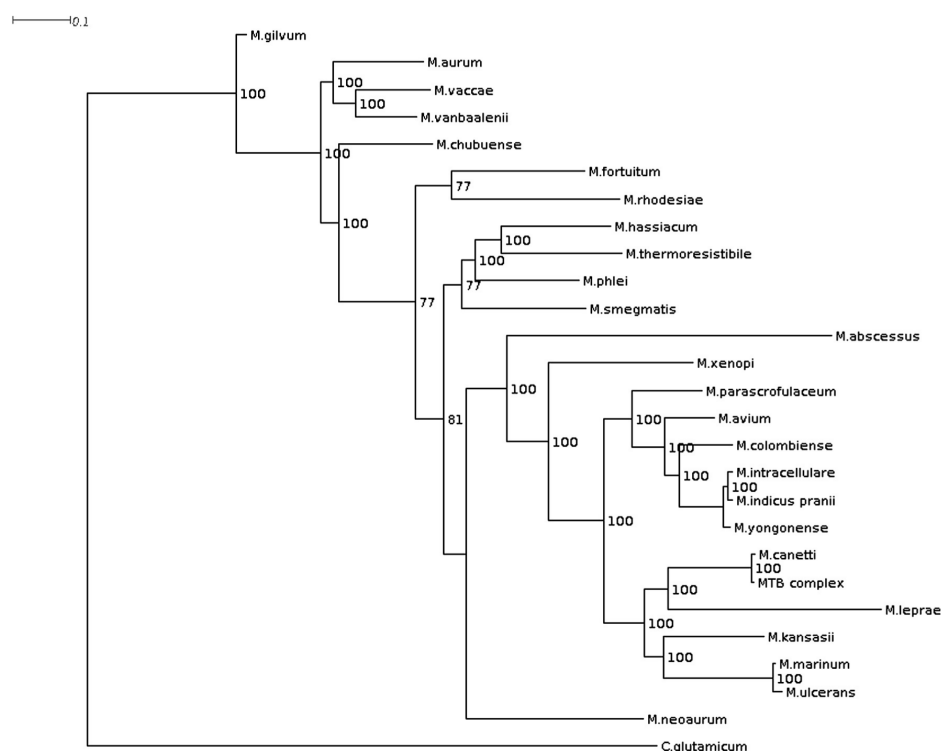 0.1
M.gilvum
M.aurum
100
M.vaccae
100
100
M.vanbaalenii
M.chubuense
100
M.fortuitum
77
M.rhodesiae
100
M.hassiacum
100
M.thermoresistibile
100
M.phlei
77
77
M.smegmatis
M.abscessus
M.xenopi
100
M.parascrofulaceum
81
100
M.avium
100
100
M.colombiense
100
M.intracellulare
100
M.indicus pranii
100
M.yongonense
M.canetti
100
MTB complex
100
M.leprae
100
M.kansasii
100
M.marinum
100
M.ulcerans
M.neoaurum
C.glutamicum